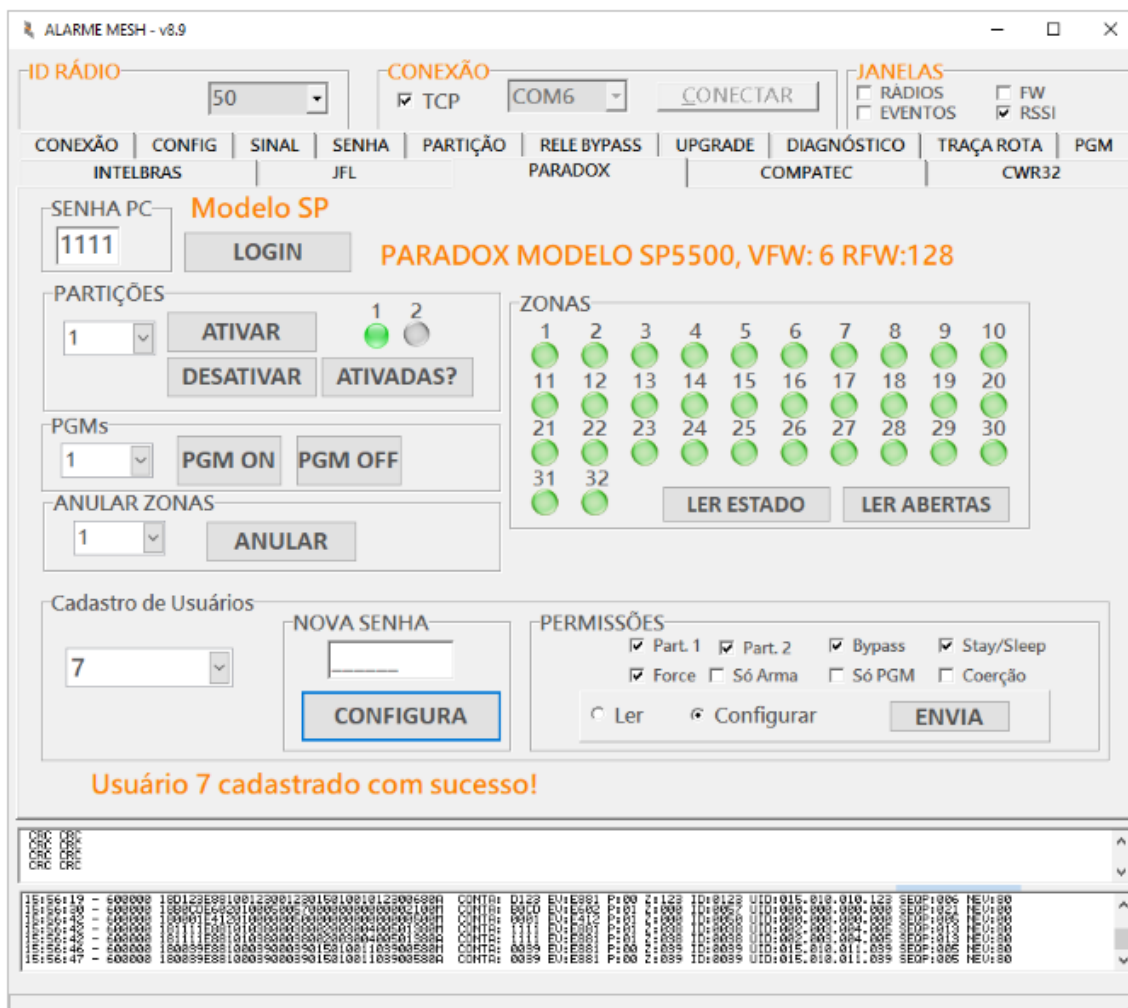 ALARME MESH - v8.9
ID RÁDIO CONEXÃO JANELAS
50 TCP COM6 CONECTAR RÁDIOS FW
EVENTOS RSSI
CONEXÃO CONFIG SINAL SENHA PARTIÇÃO RELE BYPASS UPGRADE DIAGNÓSTICO TRAÇA ROTA PGM
INTELBRAS JFL PARADOX COMPATEC CWR32
SENHA PC Modelo SP
1111 LOGIN PARADOX MODELO SP5500, VFW: 6 RFW:128
PARTIÇÕES
1 ATIVAR 1 2
DESATIVAR ATIVADAS?
ZONAS
1 2 3 4 5 6 7 8 9 10
11 12 13 14 15 16 17 18 19 20
21 22 23 24 25 26 27 28 29 30
31 32
LER ESTADO LER ABERTAS
PGMs
1 PGM ON PGM OFF
ANULAR ZONAS
1 ANULAR
Cadastro de Usuários
7
NOVA SENHA
______
CONFIGURA
PERMISSÕES
Part. 1 Part. 2 Bypass Stay/Sleep
Force Só Arma Só PGM Coerção
Ler Configurar ENVIA
Usuário 7 cadastrado com sucesso!
CRC CRC
CRC CRC
CRC CRC
CRC CRC